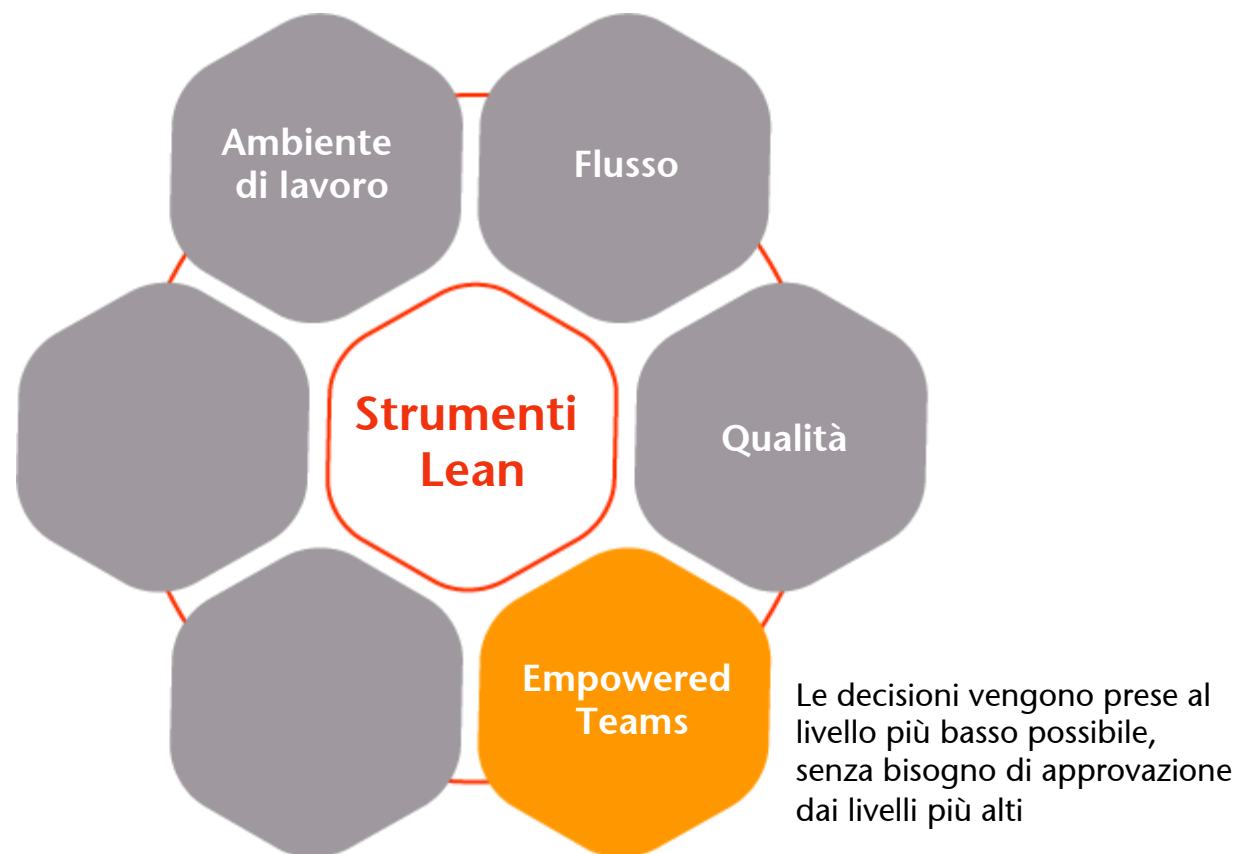 Ambiente
di lavoro
Flusso
Strumenti
Lean
Qualità
Empowered
Teams
Le decisioni vengono prese al
livello più basso possibile,
senza bisogno di approvazione
dai livelli più alti